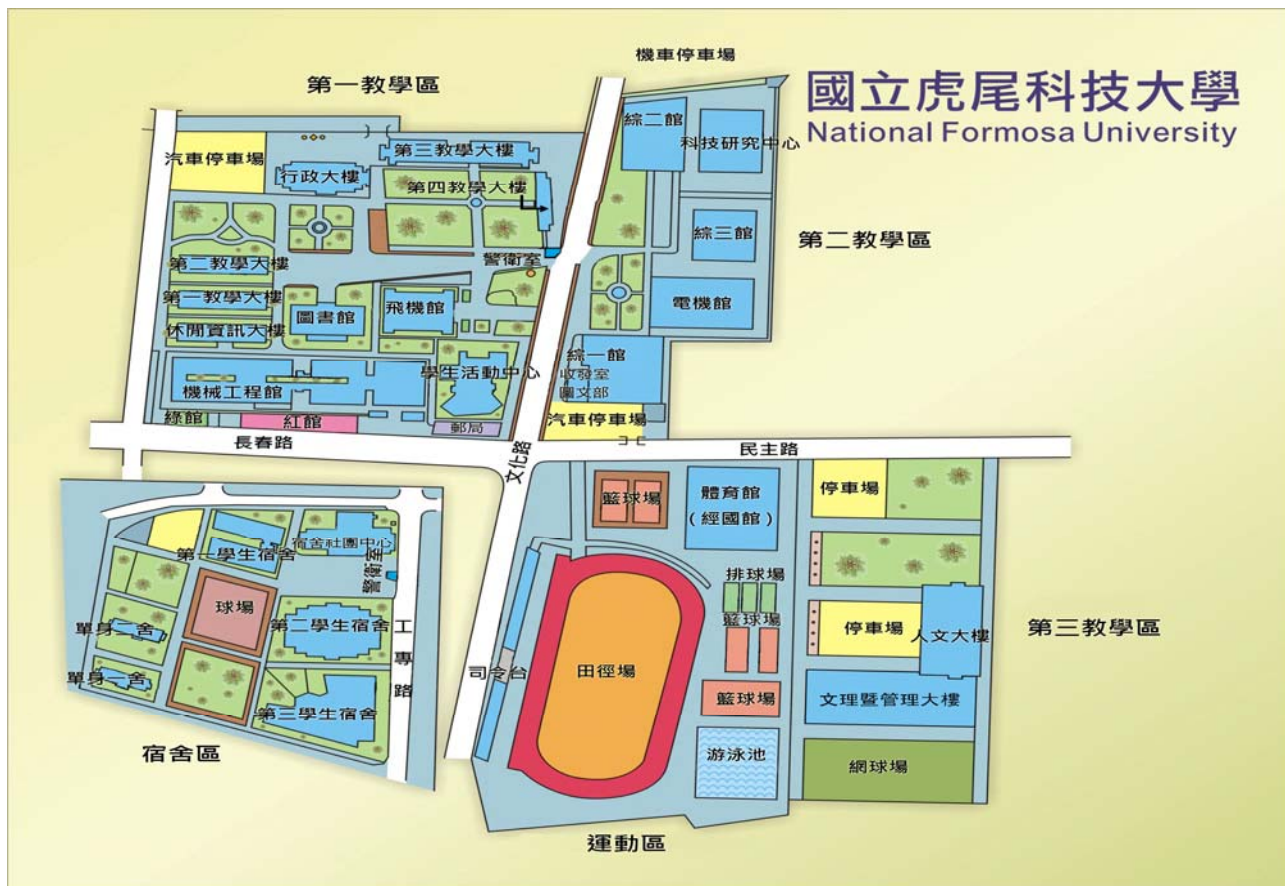 機車停車場
國立虎尾科技大學
National Formosa University
第一教學區
綜二館
科技研究中心
第三教學大樓
汽車停車場
行政大樓
第四教學大樓
綜三館
第二教學區
警衛室
第二教學大樓
第一教學大樓
圖書館
飛機館
電機館
休閒資訊大樓
綜一館
收發室
圖文部
學生活動中心
機械工程館
綠館
紅館
郵局
汽車停車場
長春路
文化路
民主路
籃球場
體育館
(經國館)
停車場
第一學生宿舍
宿舍社團中心
警衛室
球場
排球場
籃球場
停車場
人文大樓
第三教學區
單身二舍
第二學生宿舍
工專路
單身一舍
司令台
田徑場
籃球場
文理暨管理大樓
第三學生宿舍
宿舍區
游泳池
網球場
運動區